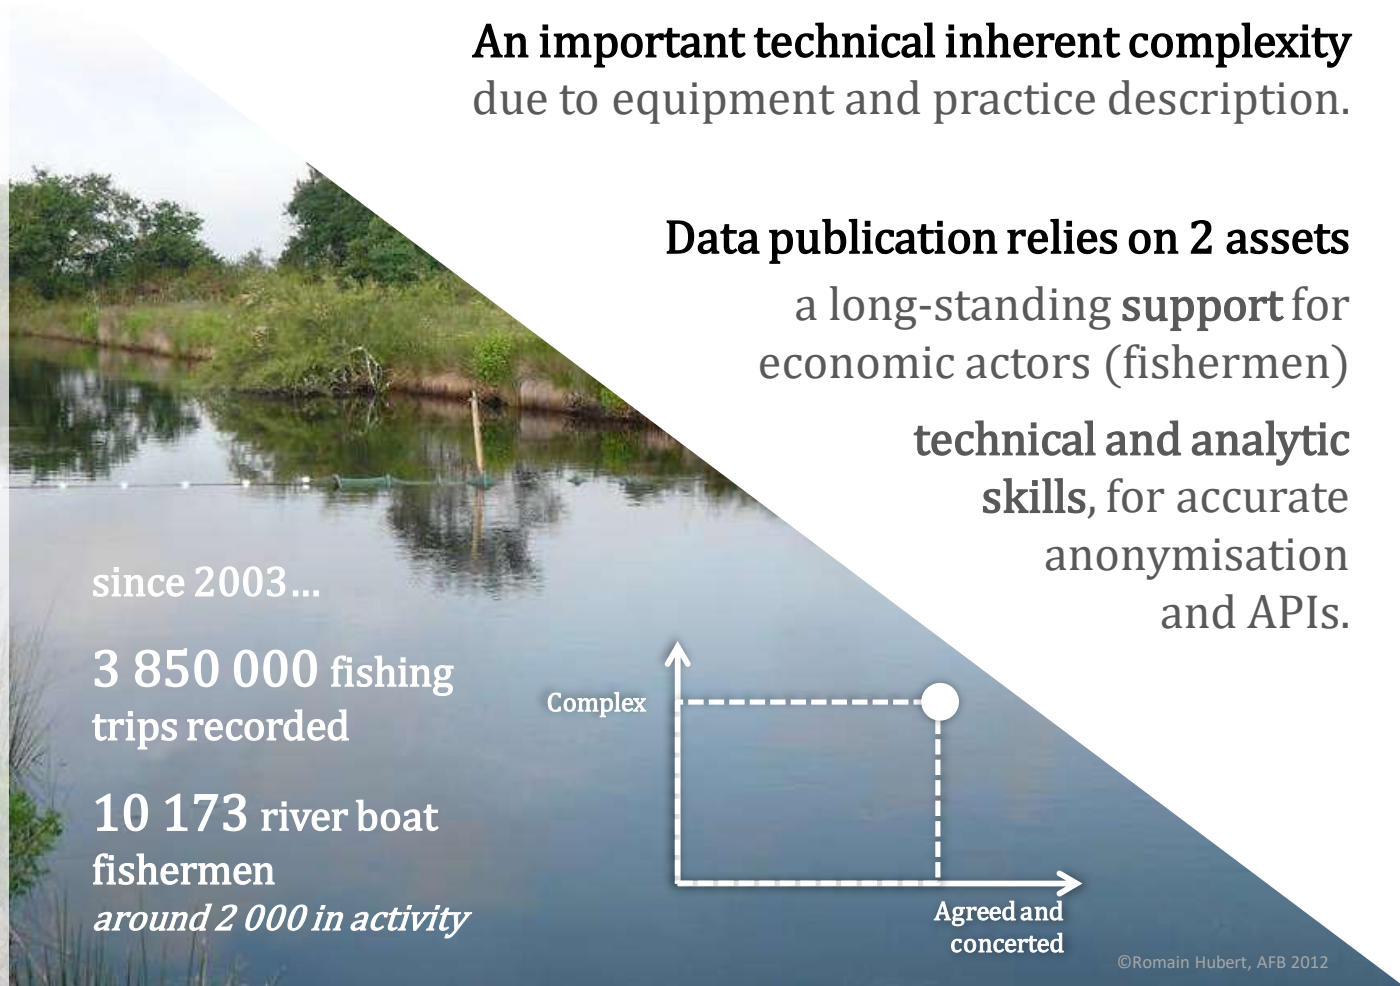 An important technical inherent complexity
due to equipment and practice description.
Data publication relies on 2 assets
a long-standing support for
economic actors (fishermen)
technical and analytic
skills, for accurate
anonymisation
and APIs.
since 2003...
3 850 000 fishing
trips recorded
10 173 river boat
fishermen
around 2 000 in activity
Complex
Agreed and
concerted
©Romain Hubert, AFB 2012